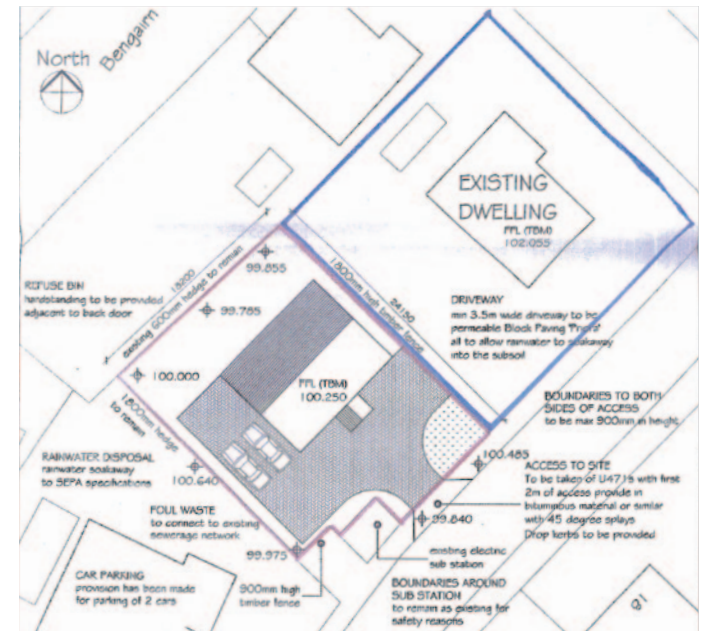 North
Bengairn
EXISTING
DWELLING
FFL (TBM)
102.055
99.855
18200
existing 600mm hedge to remain
REFUSE BIN
handstanding to be provided
adjacent to back door
99.785
1800mm high timber fence
24150
DRIVEWAY
min 3.5m wide driveway to be
permeable Block Paving 'Priora'
all to allow rainwater to soakaway
into the subsoil
100.000
FFL (TBM)
100.250
1800mm hedge
to remain
BOUNDARIES TO BOTH
SIDES OF ACCESS
to be max 900mm in height
RAINWATER DISPOSAL
rainwater soakaway
to SEPA specifications
100.640
100.485
ACCESS TO SITE
To be taken of U471S with first
2m of access provide in
bituminous material or similar
with 45 degree splays
Drop kerbs to be provided
FOUL WASTE
to connect to existing
sewerage network
99.840
99.975
existing electric
sub station
CAR PARKING
provision has been made
for parking of 2 cars
900mm high
timber fence
BOUNDARIES AROUND
SUB STATION
to remain as existing for
safety reasons